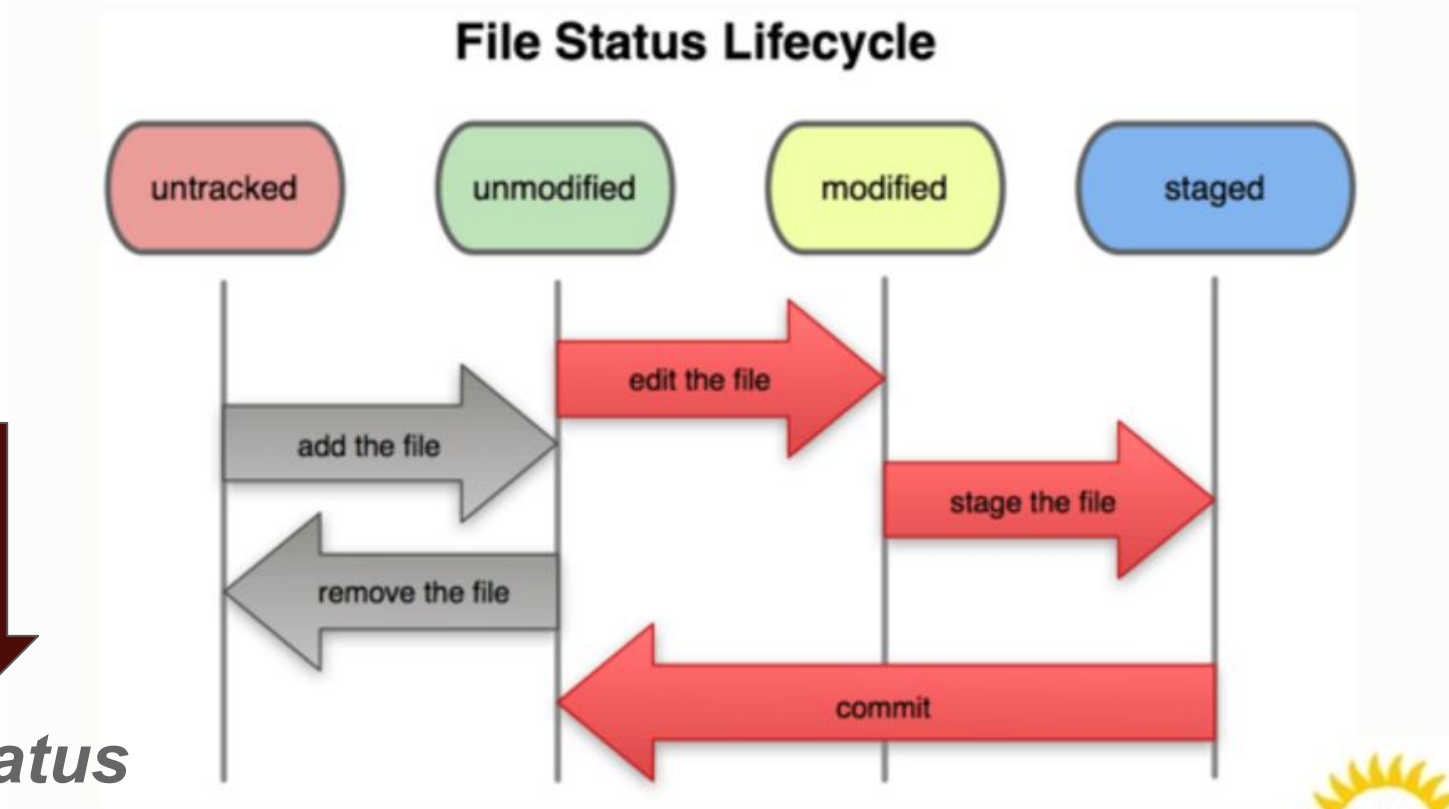 File Status Lifecycle
untracked unmodified modified staged
edit the file
add the file
stage the file
remove the file
commit
atus